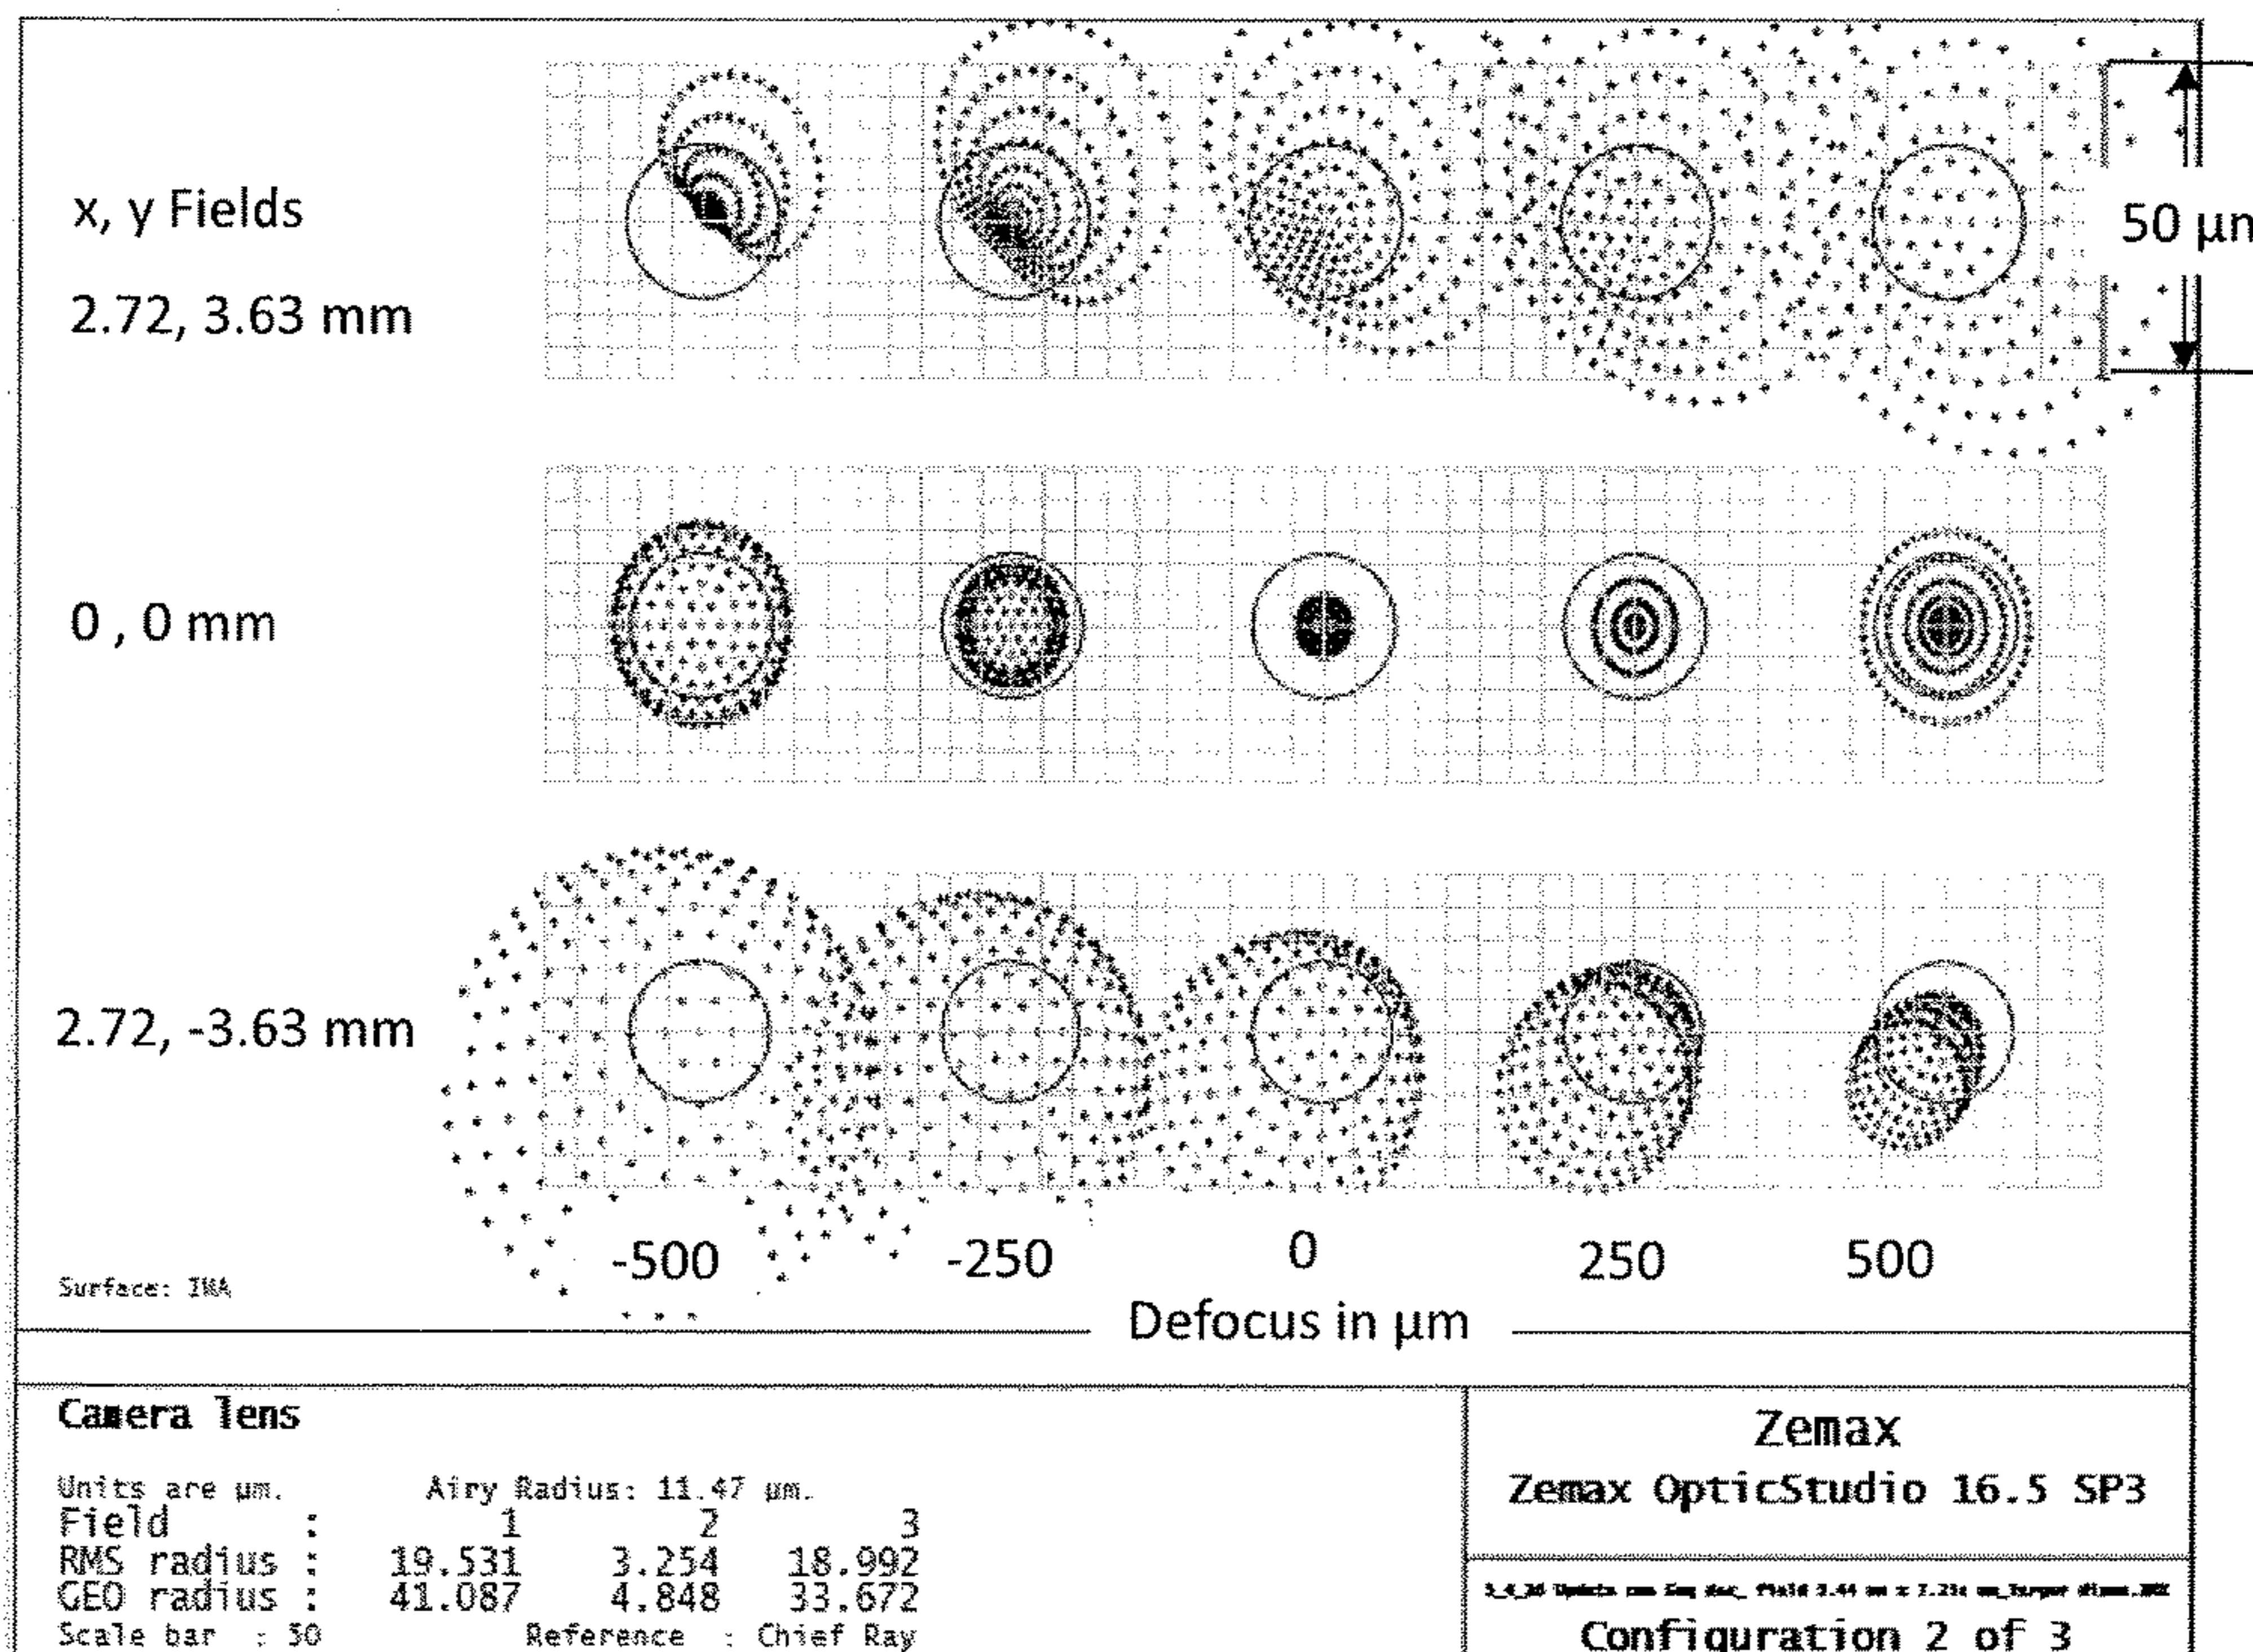 x, y Fields
2.72, 3.63 mm
50 µm
0 , 0 mm
2.72, -3.63 mm
-500 -250 0 250 500
Surface: IMA
Defocus in µm
Camera lens
Units are µm. Airy Radius: 11.47 µm.
Field : 1 2 3
RMS radius : 19.531 3.254 18.992
GEO radius : 41.087 4.848 33.672
Scale bar : 50 Reference : Chief Ray
Zemax
Zemax OpticStudio 16.5 SP3
Configuration 2 of 3